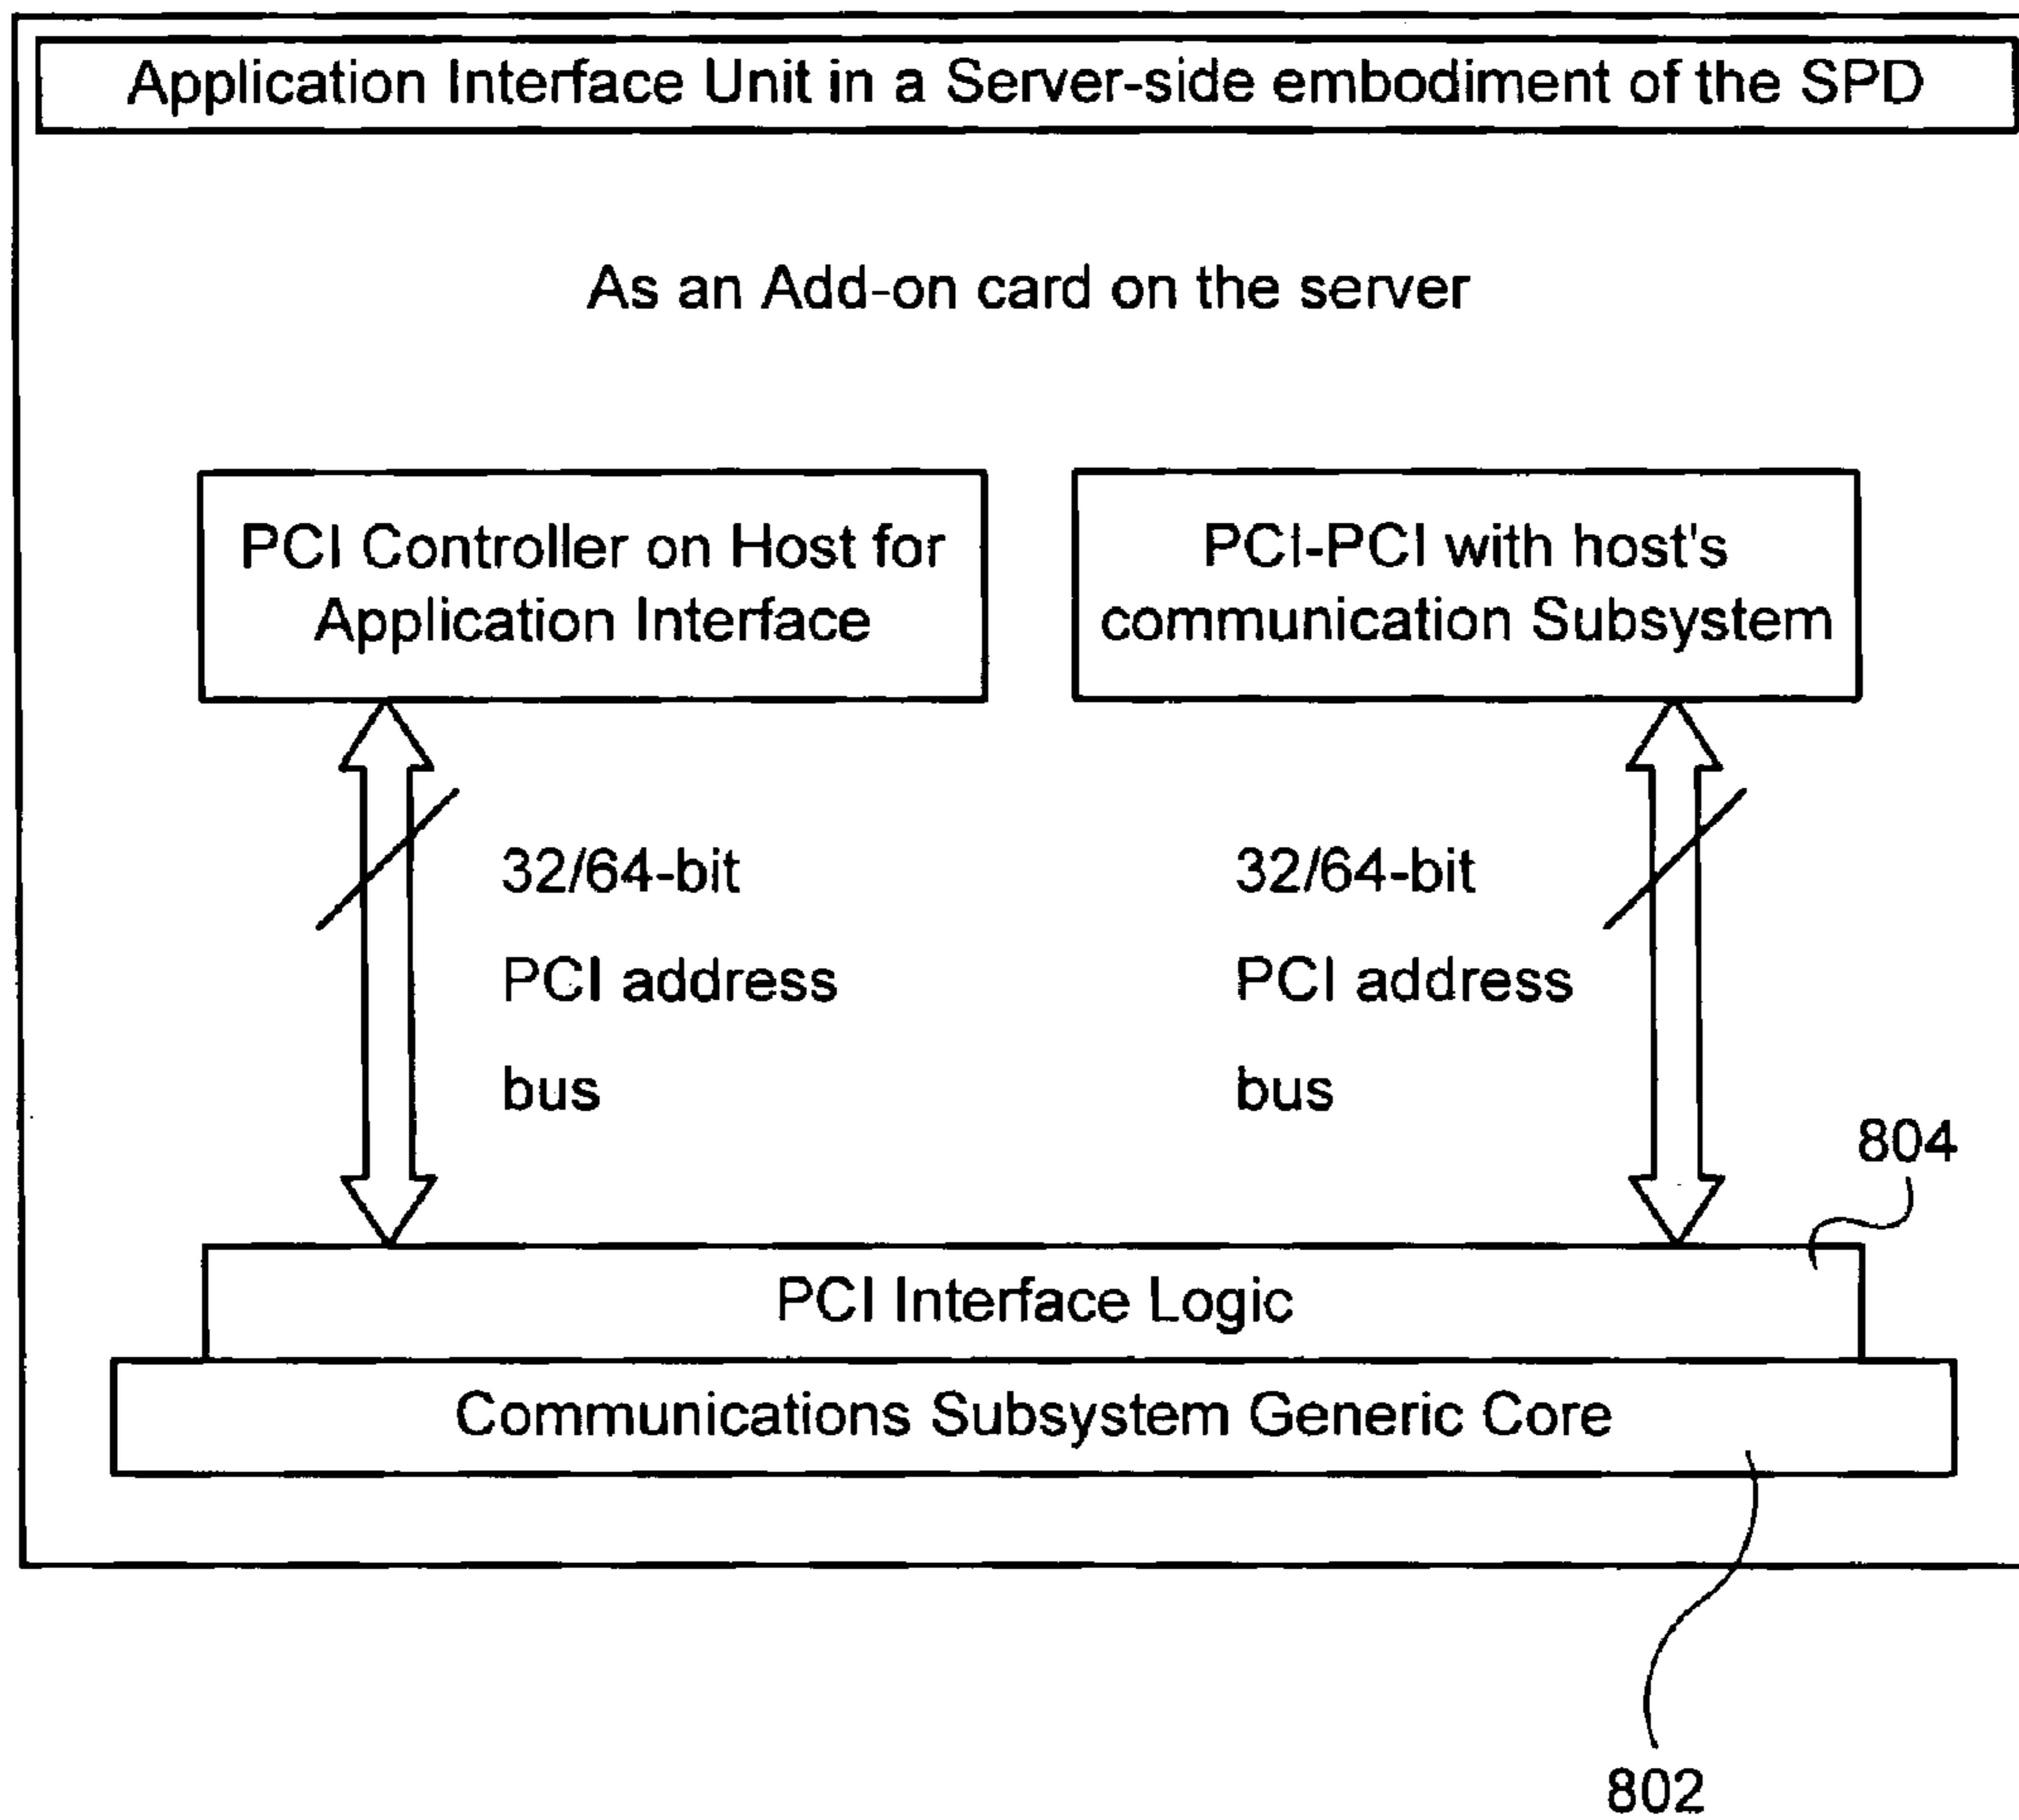 Application Interface Unit in a Server-side embodiment of the SPD
As an Add-on card on the server
PCI Controller on Host for
Application Interface
PCI-PCI with host's
communication Subsystem
32/64-bit
PCI address
bus
32/64-bit
PCI address
bus
804
PCI Interface Logic
Communications Subsystem Generic Core
802